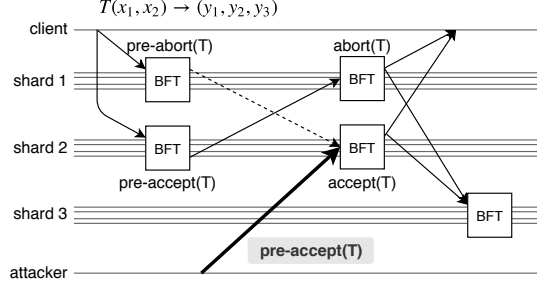 T(x₁, x₂) → (y₁, y₂, y₃)
client
pre-abort(T)
abort(T)
shard 1
BFT
BFT
shard 2
BFT
BFT
pre-accept(T)
accept(T)
shard 3
BFT
pre-accept(T)
attacker